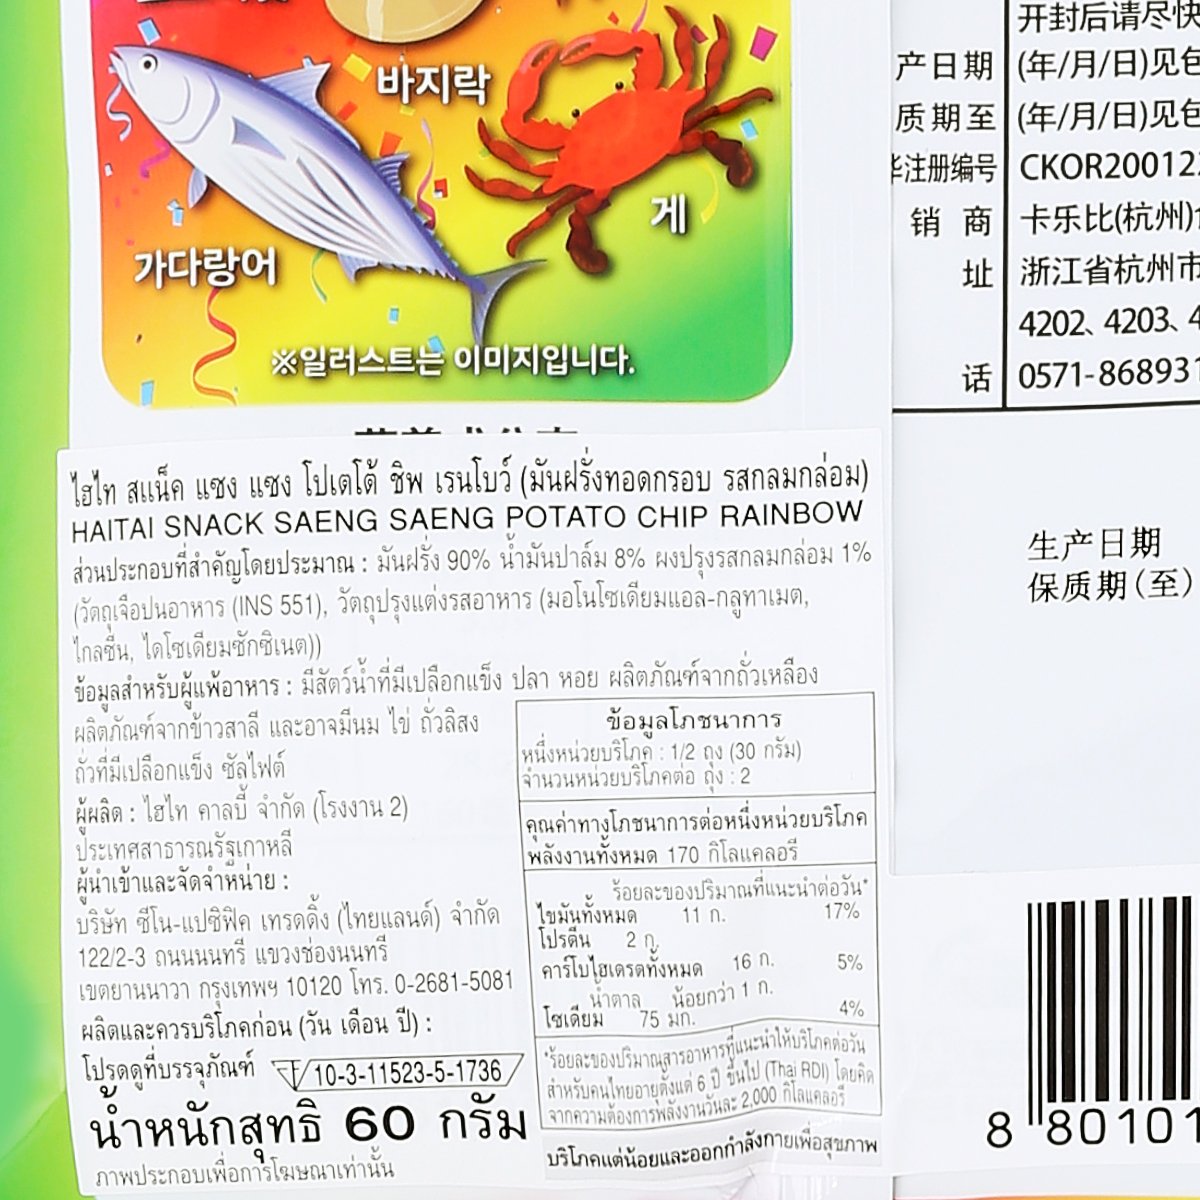 바지락
게
가다랑어
※일러스트는 이미지입니다.
开封后请尽快
产日期 (年/月/日)见包
质期至 (年/月/日)见包
注册编号 CKOR20012
销 商 卡乐比(杭州)
址 浙江省杭州市
4202、4203、4
话 0571-868931
生产日期
保质期(至)
ไฮไท สแน็ค แซง แซง โปเตโต้ ชิพ เรนโบว์ (มันฝรั่งทอดกรอบ รสกลมกล่อม)
HAITAI SNACK SAENG SAENG POTATO CHIP RAINBOW
ส่วนประกอบที่สำคัญโดยประมาณ : มันฝรั่ง 90% น้ำมันปาล์ม 8% ผงปรุงรสกลมกล่อม 1%
(วัตถุเจือปนอาหาร (INS 551), วัตถุปรุงแต่งรสอาหาร (มอโนโซเดียมแอล-กลูทาเมต,
ไกลซีน, ไดโซเดียมซักซิเนต))
ข้อมูลสำหรับผู้แพ้อาหาร : มีสัตว์น้ำที่มีเปลือกแข็ง ปลา หอย ผลิตภัณฑ์จากถั่วเหลือง
ผลิตภัณฑ์จากข้าวสาลี และอาจมีนม ไข่ ถั่วลิสง
ถั่วที่มีเปลือกแข็ง ซัลไฟต์
ผู้ผลิต : ไฮไท คาลบี้ จำกัด (โรงงาน 2)
ประเทศสาธารณรัฐเกาหลี
ผู้นำเข้าและจัดจำหน่าย :
บริษัท ซีโน-แปซิฟิค เทรดดิ้ง (ไทยแลนด์) จำกัด
122/2-3 ถนนนนทรี แขวงช่องนนทรี
เขตยานนาวา กรุงเทพฯ 10120 โทร. 0-2681-5081
ผลิตและควรบริโภคก่อน (วัน เดือน ปี) :
โปรดดูที่บรรจุภัณฑ์ 10-3-11523-5-1736
น้ำหนักสุทธิ 60 กรัม
ภาพประกอบเพื่อการโฆษณาเท่านั้น
ข้อมูลโภชนาการ
หนึ่งหน่วยบริโภค : 1/2 ถุง (30 กรัม)
จำนวนหน่วยบริโภคต่อ ถุง : 2
คุณค่าทางโภชนาการต่อหนึ่งหน่วยบริโภค
พลังงานทั้งหมด 170 กิโลแคลอรี
ร้อยละของปริมาณที่แนะนำต่อวัน*
ไขมันทั้งหมด 11 ก. 17%
โปรตีน 2 ก.
คาร์โบไฮเดรตทั้งหมด 16 ก. 5%
น้ำตาล น้อยกว่า 1 ก.
โซเดียม 75 มก. 4%
*ร้อยละของปริมาณสารอาหารที่แนะนำให้บริโภคต่อวัน
สำหรับคนไทยอายุตั้งแต่ 6 ปี ขึ้นไป (Thai RDI) โดยคิด
จากความต้องการพลังงานวันละ 2,000 กิโลแคลอรี
บริโภคแต่น้อยและออกกำลังกายเพื่อสุขภาพ
8 80101